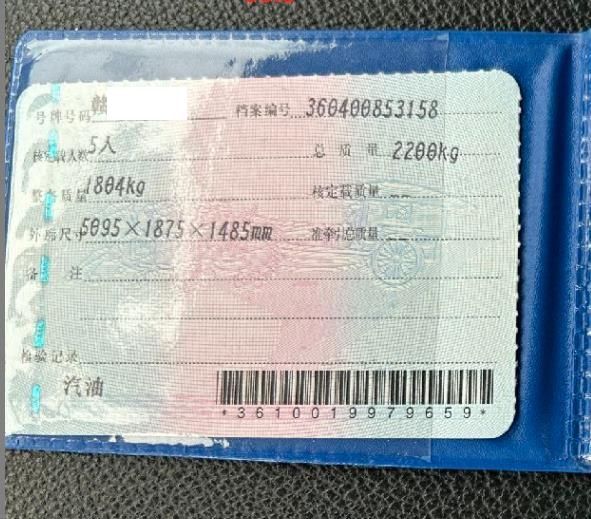 号牌号码 赣 档案编号 360400853158
核定载人数 5人 总质量 2200kg
整备质量 1804kg 核定载质量 --
外廓尺寸 5095×1875×1485mm 准牵引总质量 --
备注
检验记录
汽油
*3610019979659*